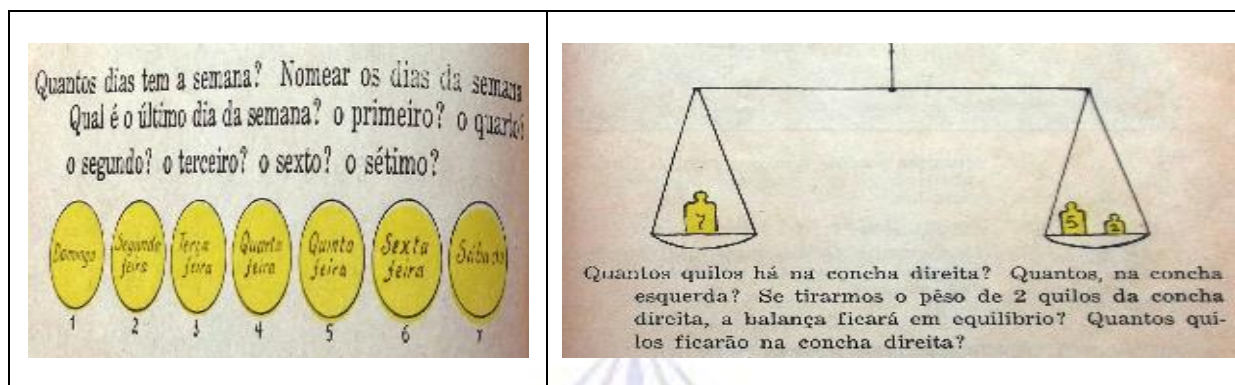 Quantos dias tem a semana? Nomear os dias da semana
Qual é o último dia da semana? o primeiro? o quarto?
o segundo? o terceiro? o sexto? o sétimo?
Domingo
Segunda
feira
Terça
feira
Quarta
feira
Quinta
feira
Sexta
feira
Sábado
1 2 3 4 5 6 7
7
5 2
Quantos quilos há na concha direita? Quantos, na concha
esquerda? Se tirarmos o pêso de 2 quilos da concha
direita, a balança ficará em equilíbrio? Quantos qui-
los ficarão na concha direita?